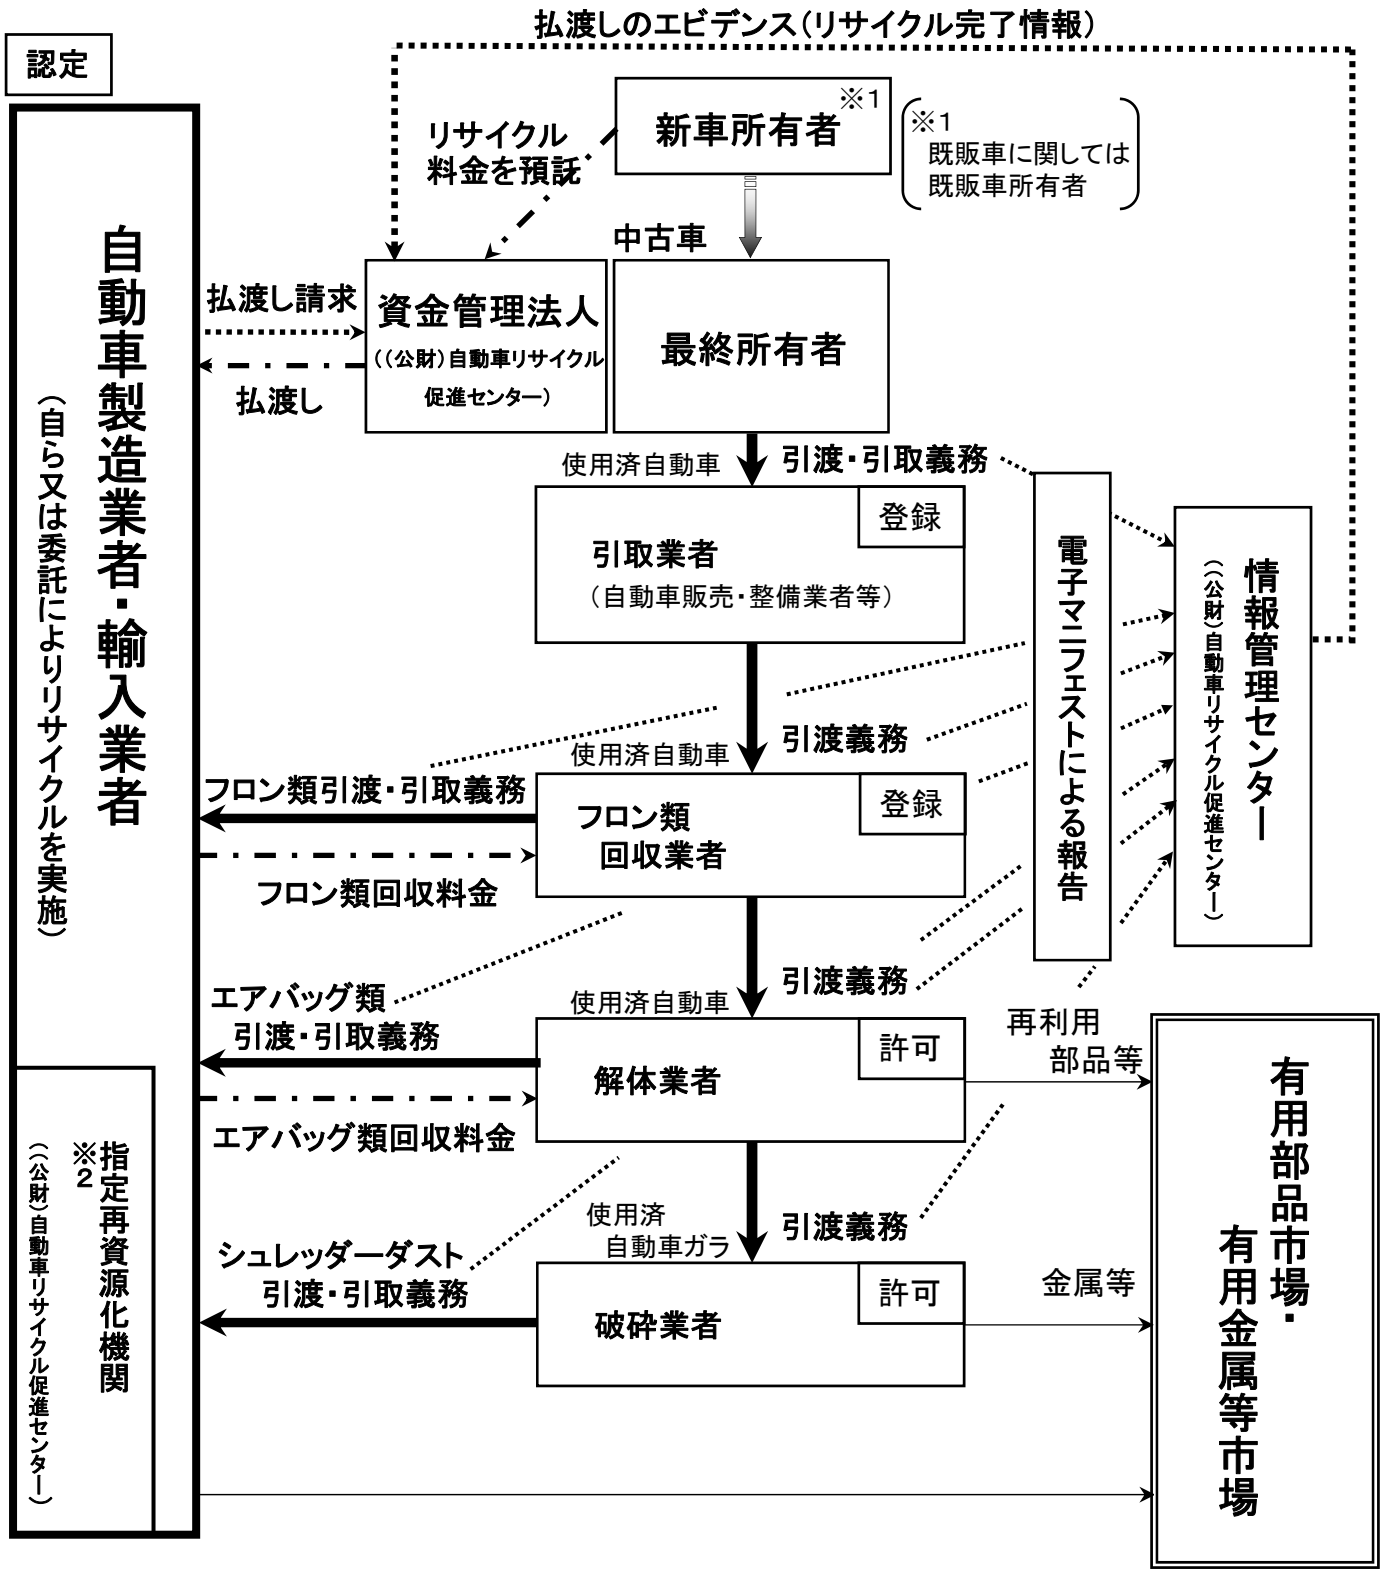 払渡しのエビデンス(リサイクル完了情報)
認定
新車所有者
※1
※1
既販車に関しては
既販車所有者
リサイクル
料金を預託
中古車
自動車製造業者・輸入業者
(自ら又は委託によりリサイクルを実施)
払渡し請求
払渡し
資金管理法人
((公財)自動車リサイクル
促進センター)
最終所有者
使用済自動車
引渡・引取義務
登録
引取業者
(自動車販売・整備業者等)
電子マニフェストによる報告
情報管理センター
((公財)自動車リサイクル促進センター)
使用済自動車
引渡義務
フロン類引渡・引取義務
登録
フロン類
回収業者
フロン類回収料金
エアバッグ類
引渡・引取義務
使用済自動車
引渡義務
許可
解体業者
再利用
部品等
エアバッグ類回収料金
指定再資源化機関
※2
((公財)自動車リサイクル促進センター)
使用済
自動車ガラ
引渡義務
シュレッダーダスト
引渡・引取義務
許可
破砕業者
金属等
有用部品市場・
有用金属等市場